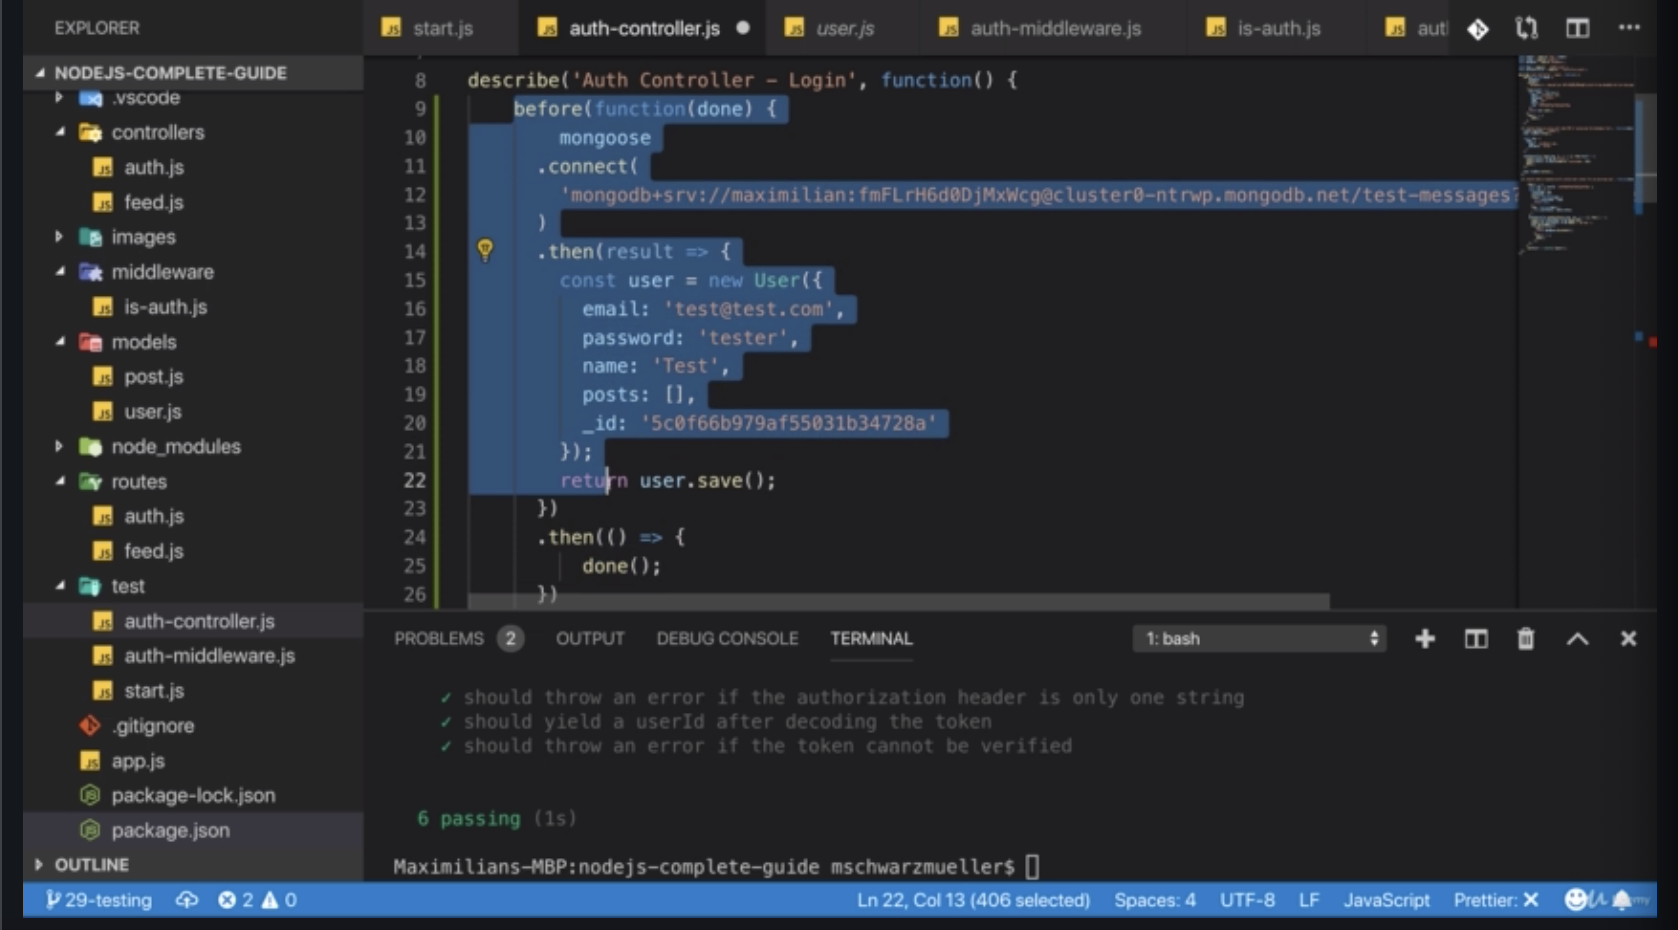 EXPLORER
start.js
auth-controller.js
user.js
auth-middleware.js
is-auth.js
aut
NODEJS-COMPLETE-GUIDE
.vscode
controllers
auth.js
feed.js
images
middleware
is-auth.js
models
post.js
user.js
node_modules
routes
auth.js
feed.js
test
auth-controller.js
auth-middleware.js
start.js
.gitignore
app.js
package-lock.json
package.json
OUTLINE
8 describe('Auth Controller – Login', function() {
9 before(function(done) {
10 mongoose
11 .connect(
12 'mongodb+srv://maximilian:fmFLrH6d0DjMxWcg@cluster0-ntrwp.mongodb.net/test-messages?
13 )
14 .then(result => {
15 const user = new User({
16 email: 'test@test.com',
17 password: 'tester',
18 name: 'Test',
19 posts: [],
20 _id: '5c0f66b979af55031b34728a'
21 });
22 return user.save();
23 })
24 .then(() => {
25 done();
26 })
PROBLEMS 2 OUTPUT DEBUG CONSOLE TERMINAL 1: bash
✓ should throw an error if the authorization header is only one string
✓ should yield a userId after decoding the token
✓ should throw an error if the token cannot be verified
6 passing (1s)
Maximilians-MBP:nodejs-complete-guide mschwarzmueller$
29-testing 2 0 Ln 22, Col 13 (406 selected) Spaces: 4 UTF-8 LF JavaScript Prettier: ✕